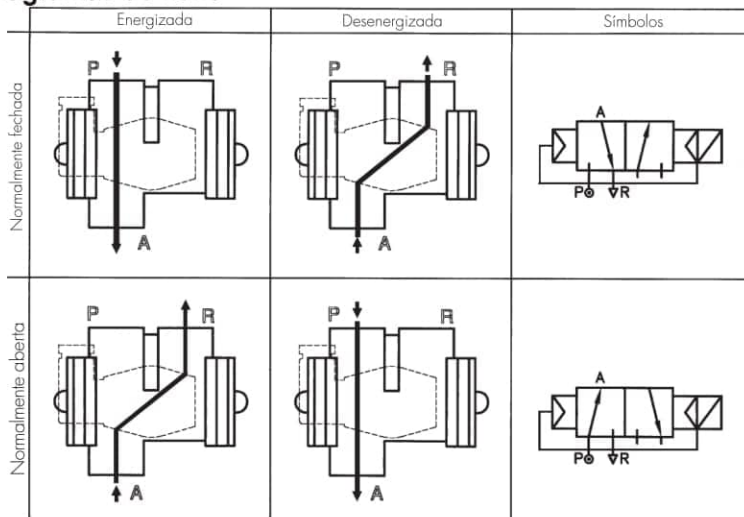 Energizada Desenergizada Símbolos
Normalmente fechada
P R
A
P R
A
A
P R
Normalmente aberta
P R
A
P R
A
A
P R